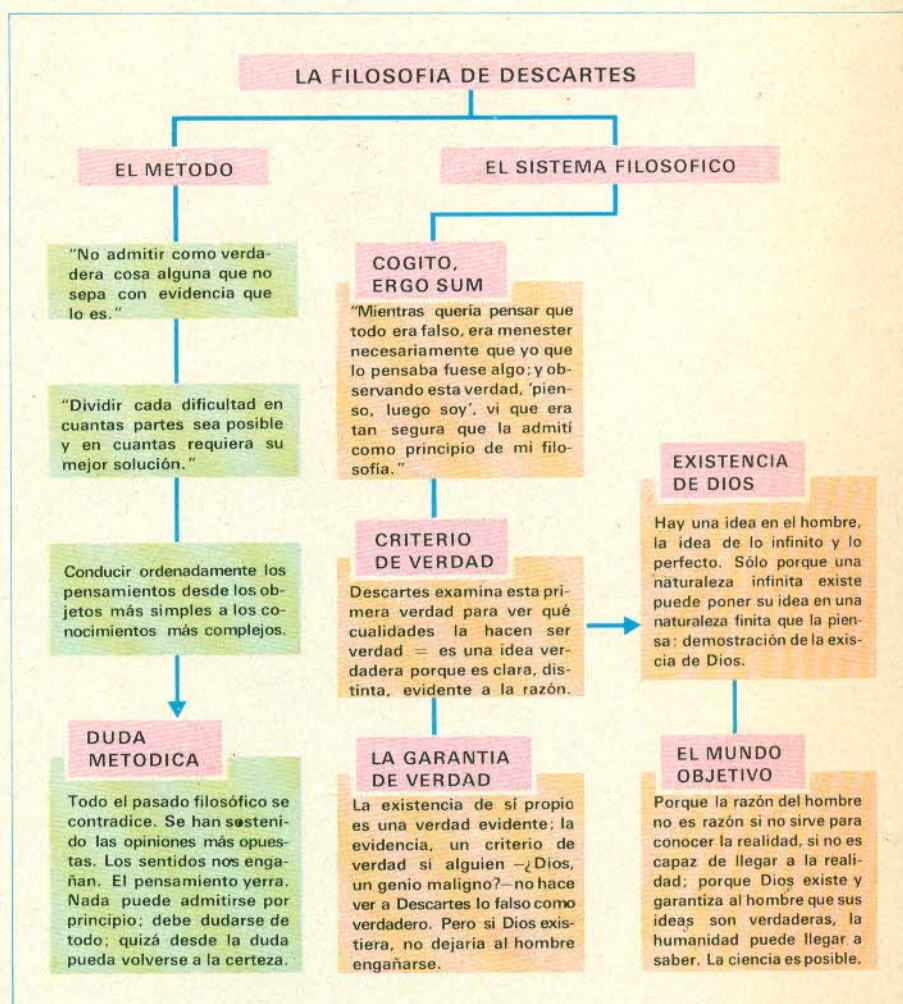 LA FILOSOFIA DE DESCARTES
EL METODO
"No admitir como verda-
dera cosa alguna que no
sepa con evidencia que
lo es."
"Dividir cada dificultad en
cuantas partes sea posible
y en cuantas requiera su
mejor solución."
Conducir ordenadamente los
pensamientos desde los ob-
jetos más simples a los co-
nocimientos más complejos.
DUDA
METODICA
Todo el pasado filosófico se
contradice. Se han sosteni-
do las opiniones más opues-
tas. Los sentidos nos enga-
ñan. El pensamiento yerra.
Nada puede admitirse por
principio; debe dudarse de
todo; quizá desde la duda
pueda volverse a la certeza.
EL SISTEMA FILOSOFICO
COGITO,
ERGO SUM
"Mientras quería pensar que
todo era falso, era menester
necesariamente que yo que
lo pensaba fuese algo; y ob-
servando esta verdad, 'pien-
so, luego soy', vi que era
tan segura que la admití
como principio de mi filo-
sofía."
CRITERIO
DE VERDAD
Descartes examina esta pri-
mera verdad para ver qué
cualidades la hacen ser
verdad = es una idea ver-
dadera porque es clara, dis-
tinta, evidente a la razón.
LA GARANTIA
DE VERDAD
La existencia de sí propio
es una verdad evidente; la
evidencia, un criterio de
verdad si alguien —¿Dios,
un genio maligno?— no hace
ver a Descartes lo falso como
verdadero. Pero si Dios exis-
tiera, no dejaría al hombre
engañarse.
EXISTENCIA
DE DIOS
Hay una idea en el hombre,
la idea de lo infinito y lo
perfecto. Sólo porque una
naturaleza infinita existe
puede poner su idea en una
naturaleza finita que la pien-
sa: demostración de la exis-
cia de Dios.
EL MUNDO
OBJETIVO
Porque la razón del hombre
no es razón si no sirve para
conocer la realidad, si no es
capaz de llegar a la reali-
dad; porque Dios existe y
garantiza al hombre que sus
ideas son verdaderas, la
humanidad puede llegar a
saber. La ciencia es posible.